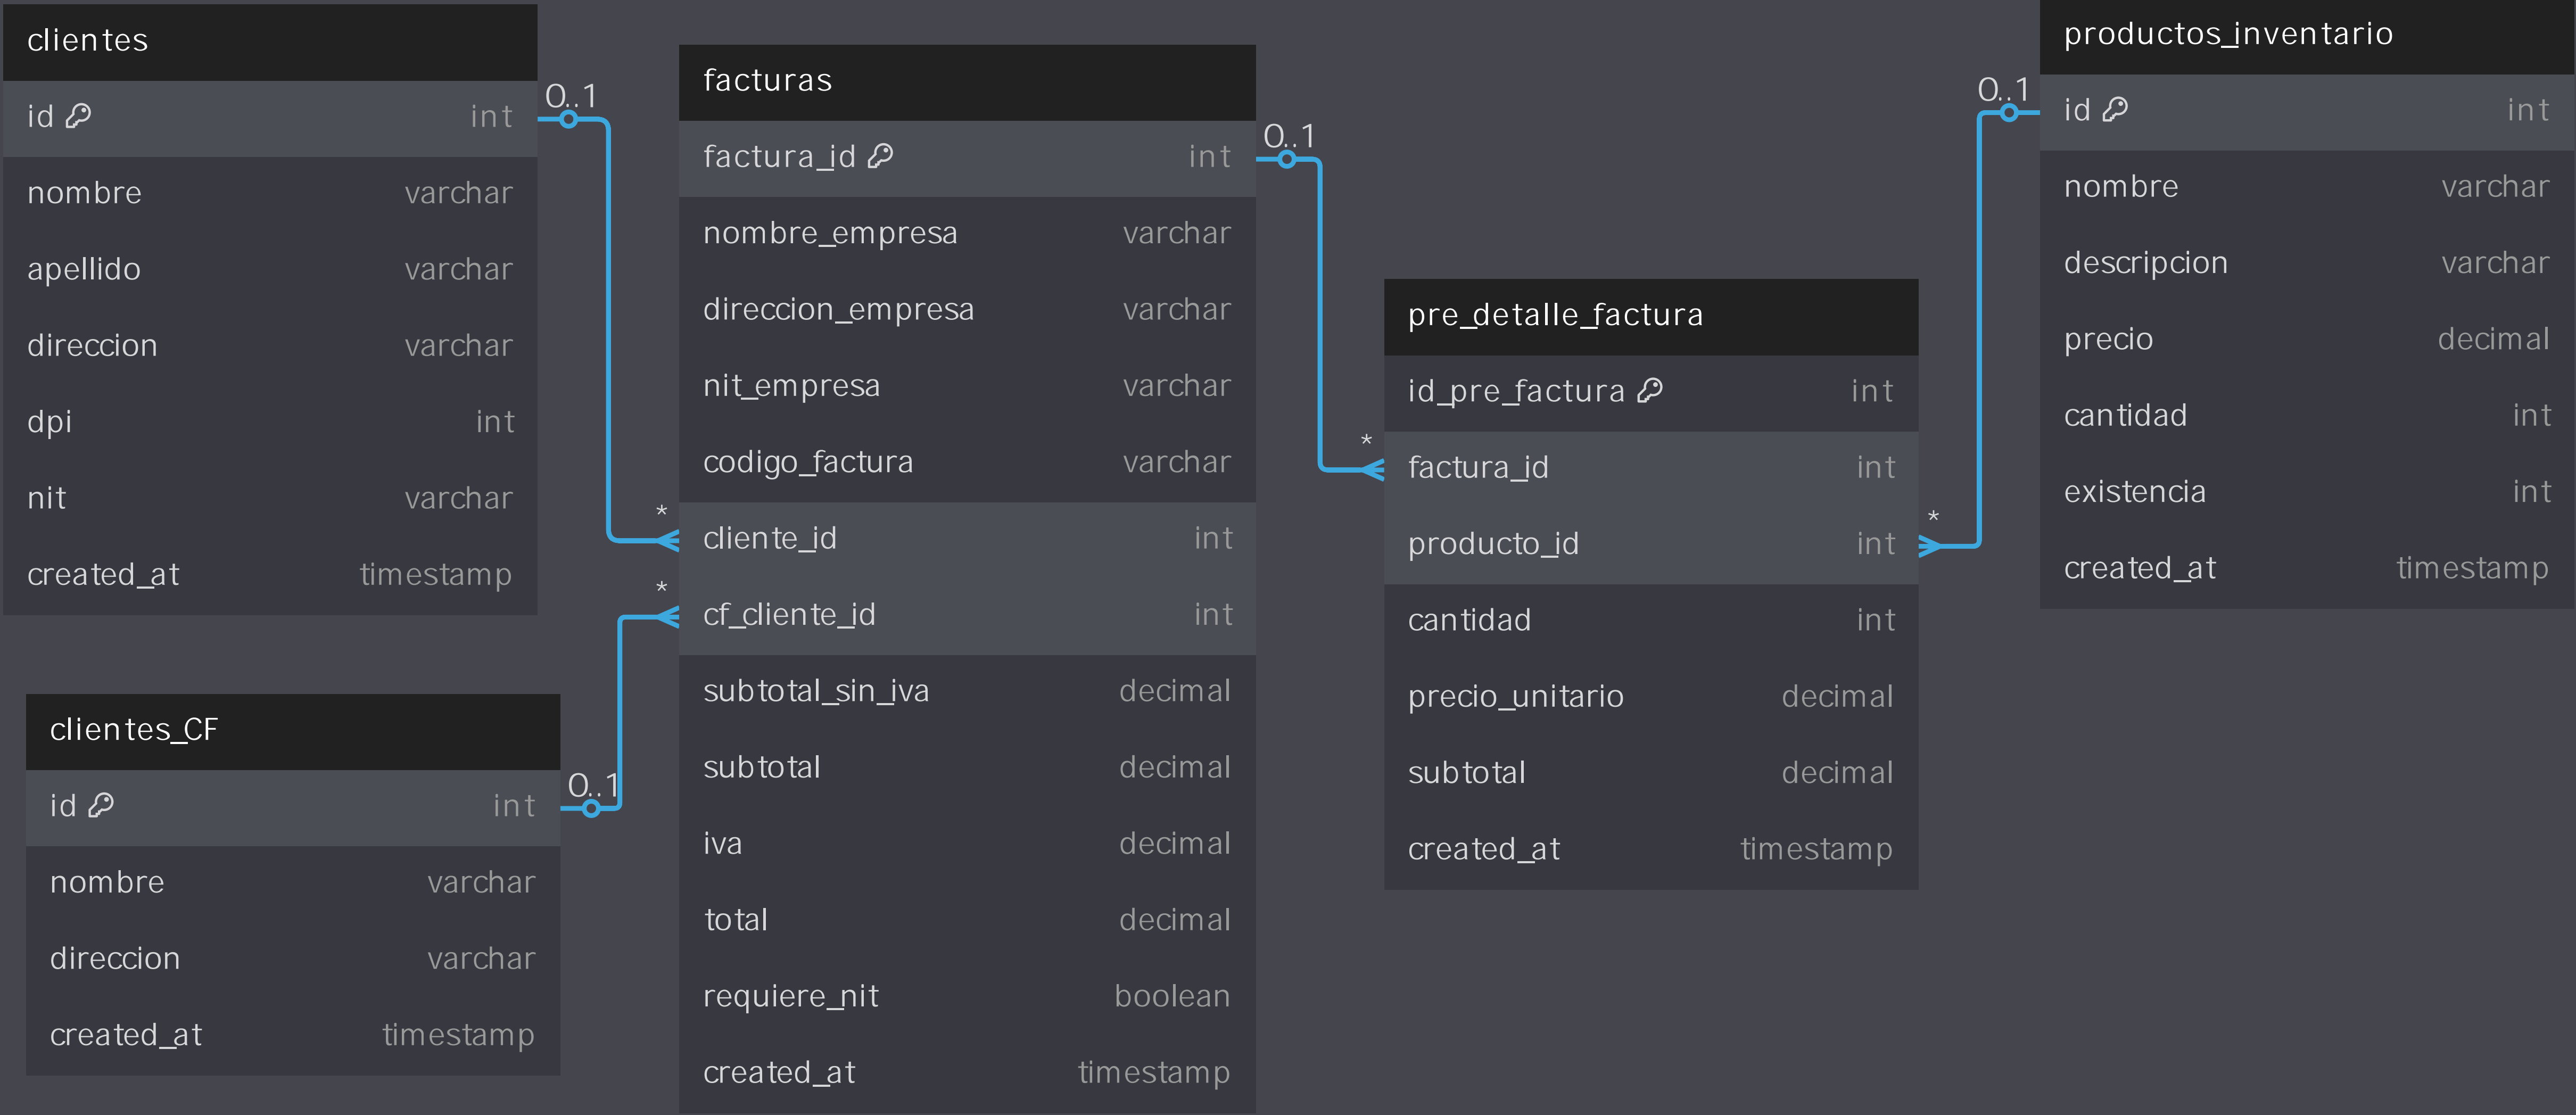 clientes
id int
nombre varchar
apellido varchar
direccion varchar
dpi int
nit varchar
created_at timestamp
0..1
*
clientes_CF
id int
nombre varchar
direccion varchar
created_at timestamp
0..1
*
facturas
factura_id int
nombre_empresa varchar
direccion_empresa varchar
nit_empresa varchar
codigo_factura varchar
cliente_id int
cf_cliente_id int
subtotal_sin_iva decimal
subtotal decimal
iva decimal
total decimal
requiere_nit boolean
created_at timestamp
0..1
*
pre_detalle_factura
id_pre_factura int
factura_id int
producto_id int
cantidad int
precio_unitario decimal
subtotal decimal
created_at timestamp
*
0..1
productos_inventario
id int
nombre varchar
descripcion varchar
precio decimal
cantidad int
existencia int
created_at timestamp